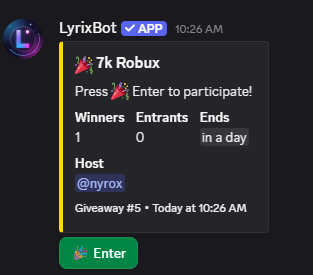 LyrixBot ✓ APP 10:26 AM
🎉 7k Robux
Press 🎉 Enter to participate!
Winners Entrants Ends
1 0 in a day
Host
@nyrox
Giveaway #5 • Today at 10:26 AM
🎉 Enter